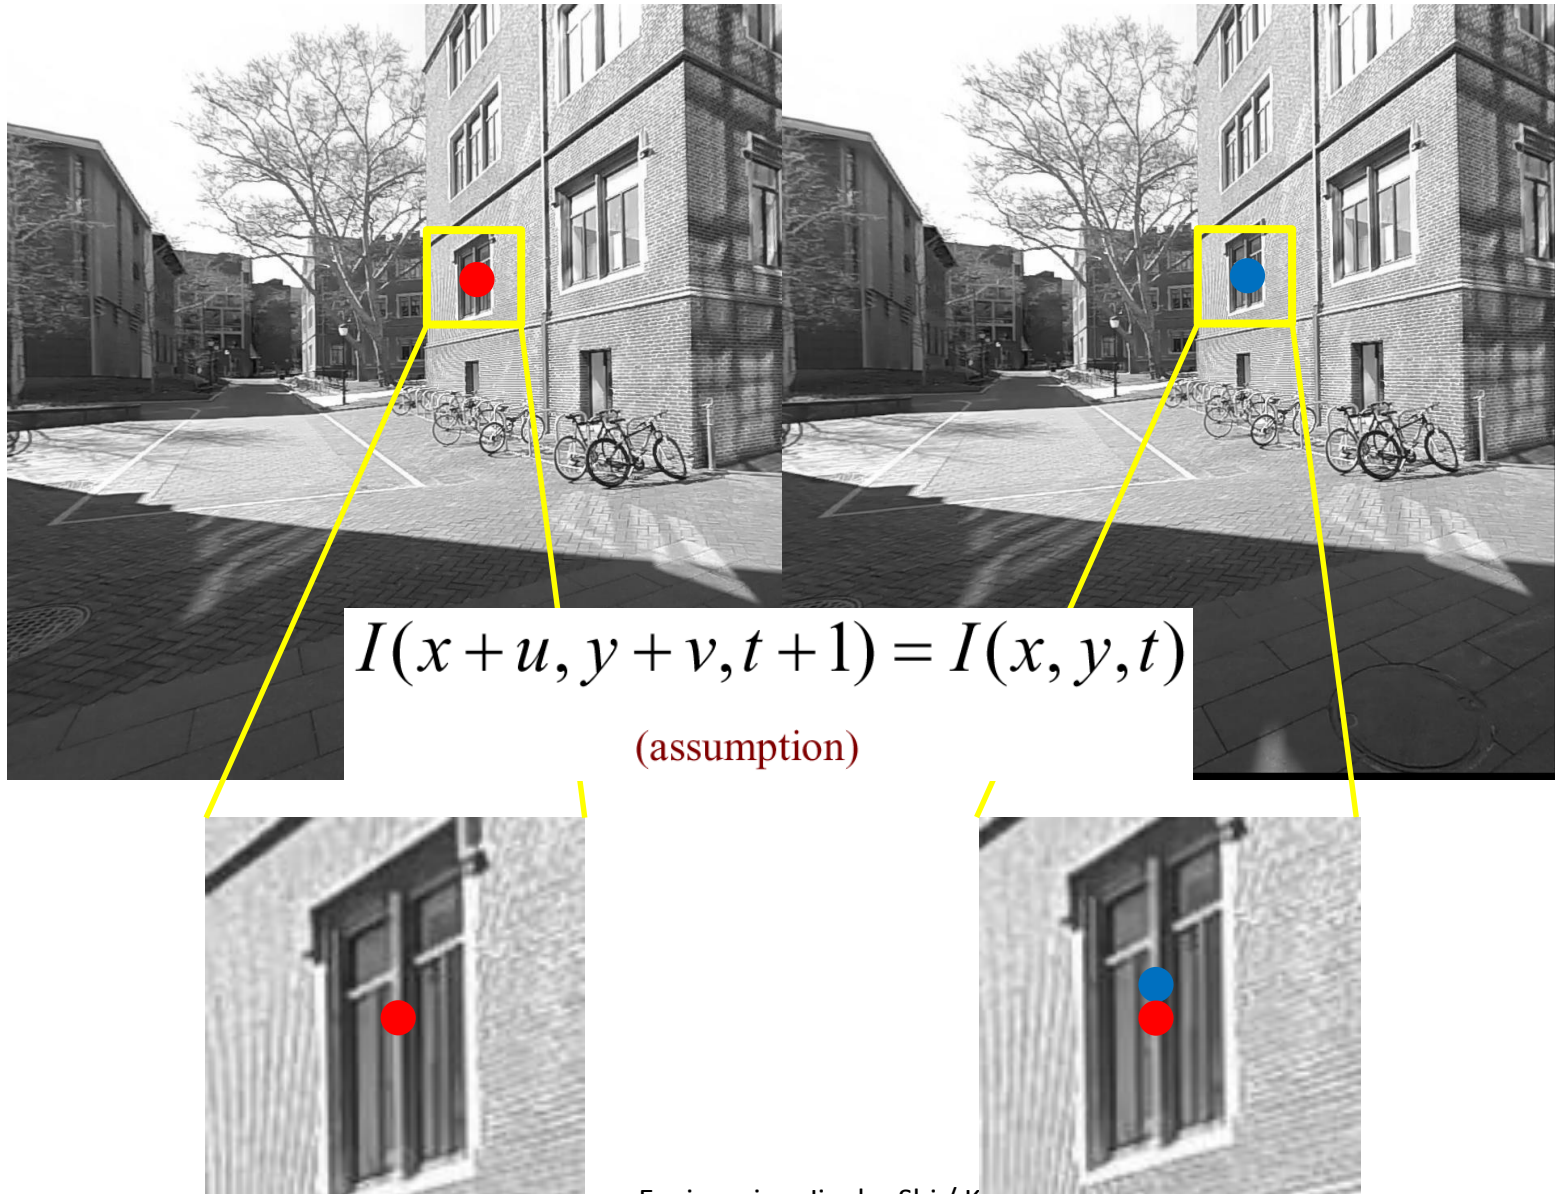 I(x+u, y+v,t+1) = I(x, y,t)
(assumption)